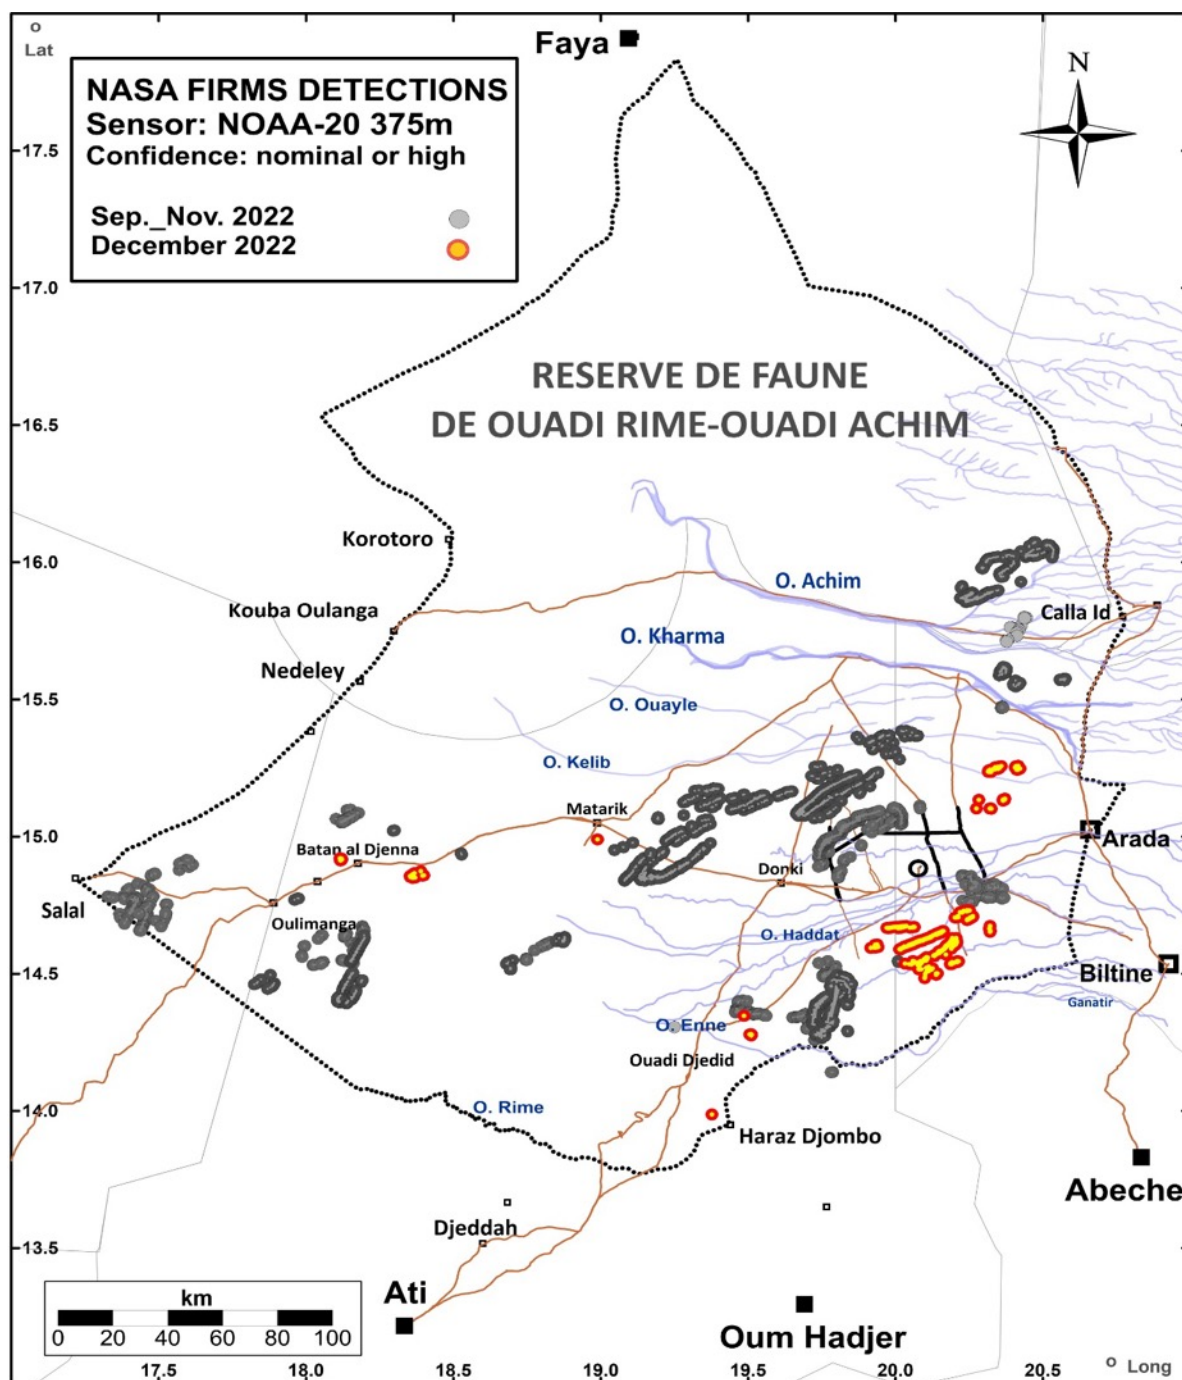 o
Lat
Faya
N
NASA FIRMS DETECTIONS
Sensor: NOAA-20 375m
Confidence: nominal or high
Sep._Nov. 2022
December 2022
17.5
17.0
RESERVE DE FAUNE
DE OUADI RIME-OUADI ACHIM
16.5
Korotoro
16.0
O. Achim
Kouba Oulanga
Calla Id
O. Kharma
Nedeley
15.5
O. Ouayle
O. Kelib
Matarik
15.0
Arada
Batan al Djenna
Donki
Salal
Oulimanga
O. Haddat
14.5
Biltine
Ganatir
O. Enne
Ouadi Djedid
14.0
O. Rime
Haraz Djombo
Abeche
Djeddah
13.5
Ati
km
0 20 40 60 80 100
Oum Hadjer
17.5 18.0 18.5 19.0 19.5 20.0 20.5
o Long